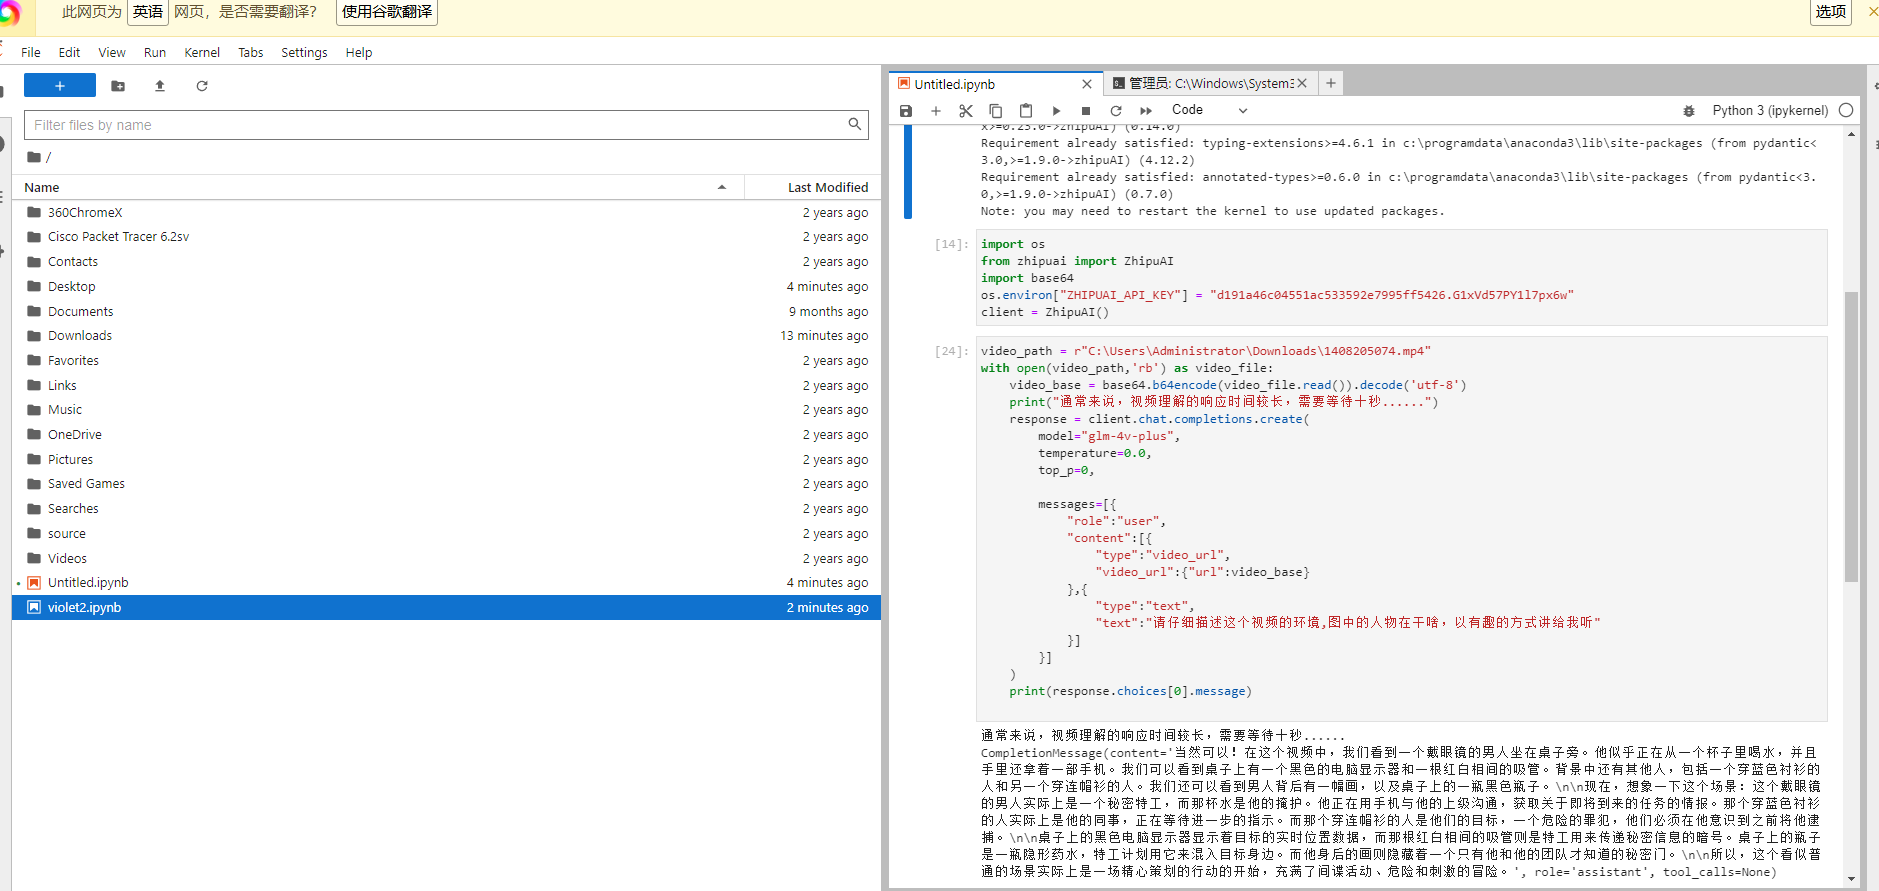 此网页为 英语 网页，是否需要翻译？ 使用谷歌翻译 选项
File Edit View Run Kernel Tabs Settings Help
Filter files by name
/
Name Last Modified
360ChromeX 2 years ago
Cisco Packet Tracer 6.2sv 2 years ago
Contacts 2 years ago
Desktop 4 minutes ago
Documents 9 months ago
Downloads 13 minutes ago
Favorites 2 years ago
Links 2 years ago
Music 2 years ago
OneDrive 2 years ago
Pictures 2 years ago
Saved Games 2 years ago
Searches 2 years ago
source 2 years ago
Videos 2 years ago
Untitled.ipynb 4 minutes ago
violet2.ipynb 2 minutes ago
Untitled.ipynb 管理员: C:\Windows\System3
Code Python 3 (ipykernel)
x>=0.23.0->zhipuAI) (0.14.0)
Requirement already satisfied: typing-extensions>=4.6.1 in c:\programdata\anaconda3\lib\site-packages (from pydantic<
3.0,>=1.9.0->zhipuAI) (4.12.2)
Requirement already satisfied: annotated-types>=0.6.0 in c:\programdata\anaconda3\lib\site-packages (from pydantic<3.
0,>=1.9.0->zhipuAI) (0.7.0)
Note: you may need to restart the kernel to use updated packages.
[14]: import os
from zhipuai import ZhipuAI
import base64
os.environ["ZHIPUAI_API_KEY"] = "d191a46c04551ac533592e7995ff5426.G1xVd57PY1l7px6w"
client = ZhipuAI()
[24]: video_path = r"C:\Users\Administrator\Downloads\1408205074.mp4"
with open(video_path,'rb') as video_file:
video_base = base64.b64encode(video_file.read()).decode('utf-8')
print("通常来说，视频理解的响应时间较长，需要等待十秒......")
response = client.chat.completions.create(
model="glm-4v-plus",
temperature=0.0,
top_p=0,
messages=[{
"role":"user",
"content":[{
"type":"video_url",
"video_url":{"url":video_base}
},{
"type":"text",
"text":"请仔细描述这个视频的环境,图中的人物在干啥，以有趣的方式讲给我听"
}]
}]
)
print(response.choices[0].message)
通常来说，视频理解的响应时间较长，需要等待十秒......
CompletionMessage(content='当然可以！在这个视频中，我们看到一个戴眼镜的男人坐在桌子旁。他似乎正在从一个杯子里喝水，并且
手里还拿着一部手机。我们可以看到桌子上有一个黑色的电脑显示器和一根红白相间的吸管。背景中还有其他人，包括一个穿蓝色衬衫的
人和另一个穿连帽衫的人。我们还可以看到男人背后有一幅画，以及桌子上的一瓶黑色瓶子。\n\n现在，想象一下这个场景：这个戴眼镜
的男人实际上是一个秘密特工，而那杯水是他的掩护。他正在用手机与他的上级沟通，获取关于即将到来的任务的情报。那个穿蓝色衬衫
的人实际上是他的同事，正在等待进一步的指示。而那个穿连帽衫的人是他们的目标，一个危险的罪犯，他们必须在他意识到之前将他逮
捕。\n\n桌子上的黑色电脑显示器显示着目标的实时位置数据，而那根红白相间的吸管则是特工用来传递秘密信息的暗号。桌子上的瓶子
是一瓶隐形药水，特工计划用它来混入目标身边。而他身后的画则隐藏着一个只有他和他的团队才知道的秘密门。\n\n所以，这个看似普
通的场景实际上是一场精心策划的行动的开始，充满了间谍活动、危险和刺激的冒险。', role='assistant', tool_calls=None)